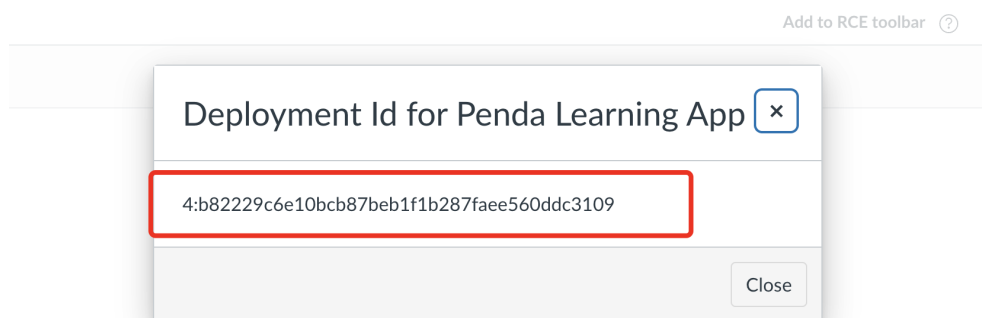 Add to RCE toolbar ?
Deployment Id for Penda Learning App ×
4:b82229c6e10bcb87beb1f1b287faee560ddc3109
Close